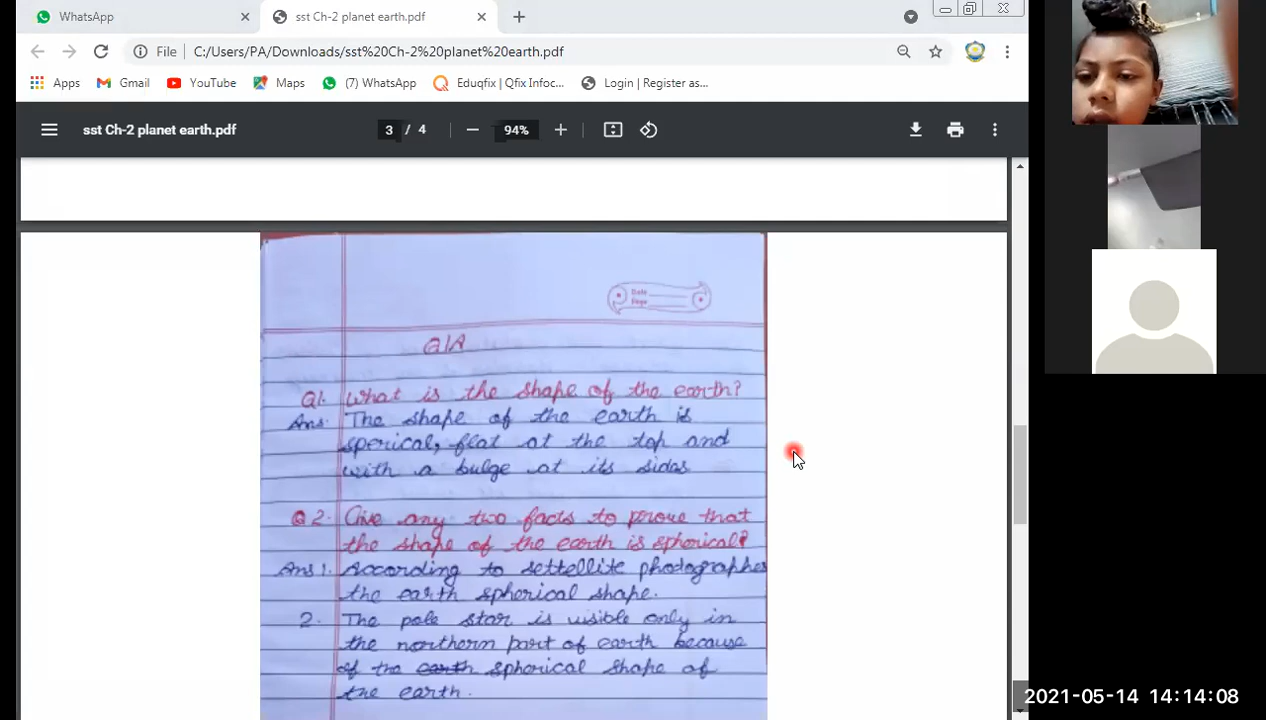 WhatsApp
sst Ch-2 planet earth.pdf
File
C:/Users/PA/Downloads/sst%20Ch-2%20planet%20earth.pdf
Apps
Gmail
YouTube
Maps
(7) WhatsApp
Eduqfix | Qfix Infoc...
Login | Register as...
sst Ch-2 planet earth.pdf
3 / 4
94%
Date
Page
Q/A
Q1. What is the shape of the earth?
Ans. The shape of the earth is
sperical, flat at the top and
with a bulge at its sides
Q 2. Give any two facts to prove that
the shape of the earth is spherical?
Ans 1. According to settellite phodographes
the earth spherical shape.
2. The pole star is visible only in
the northern part of earth because
of the earth spherical shape of
the earth.
2021-05-14 14:14:08